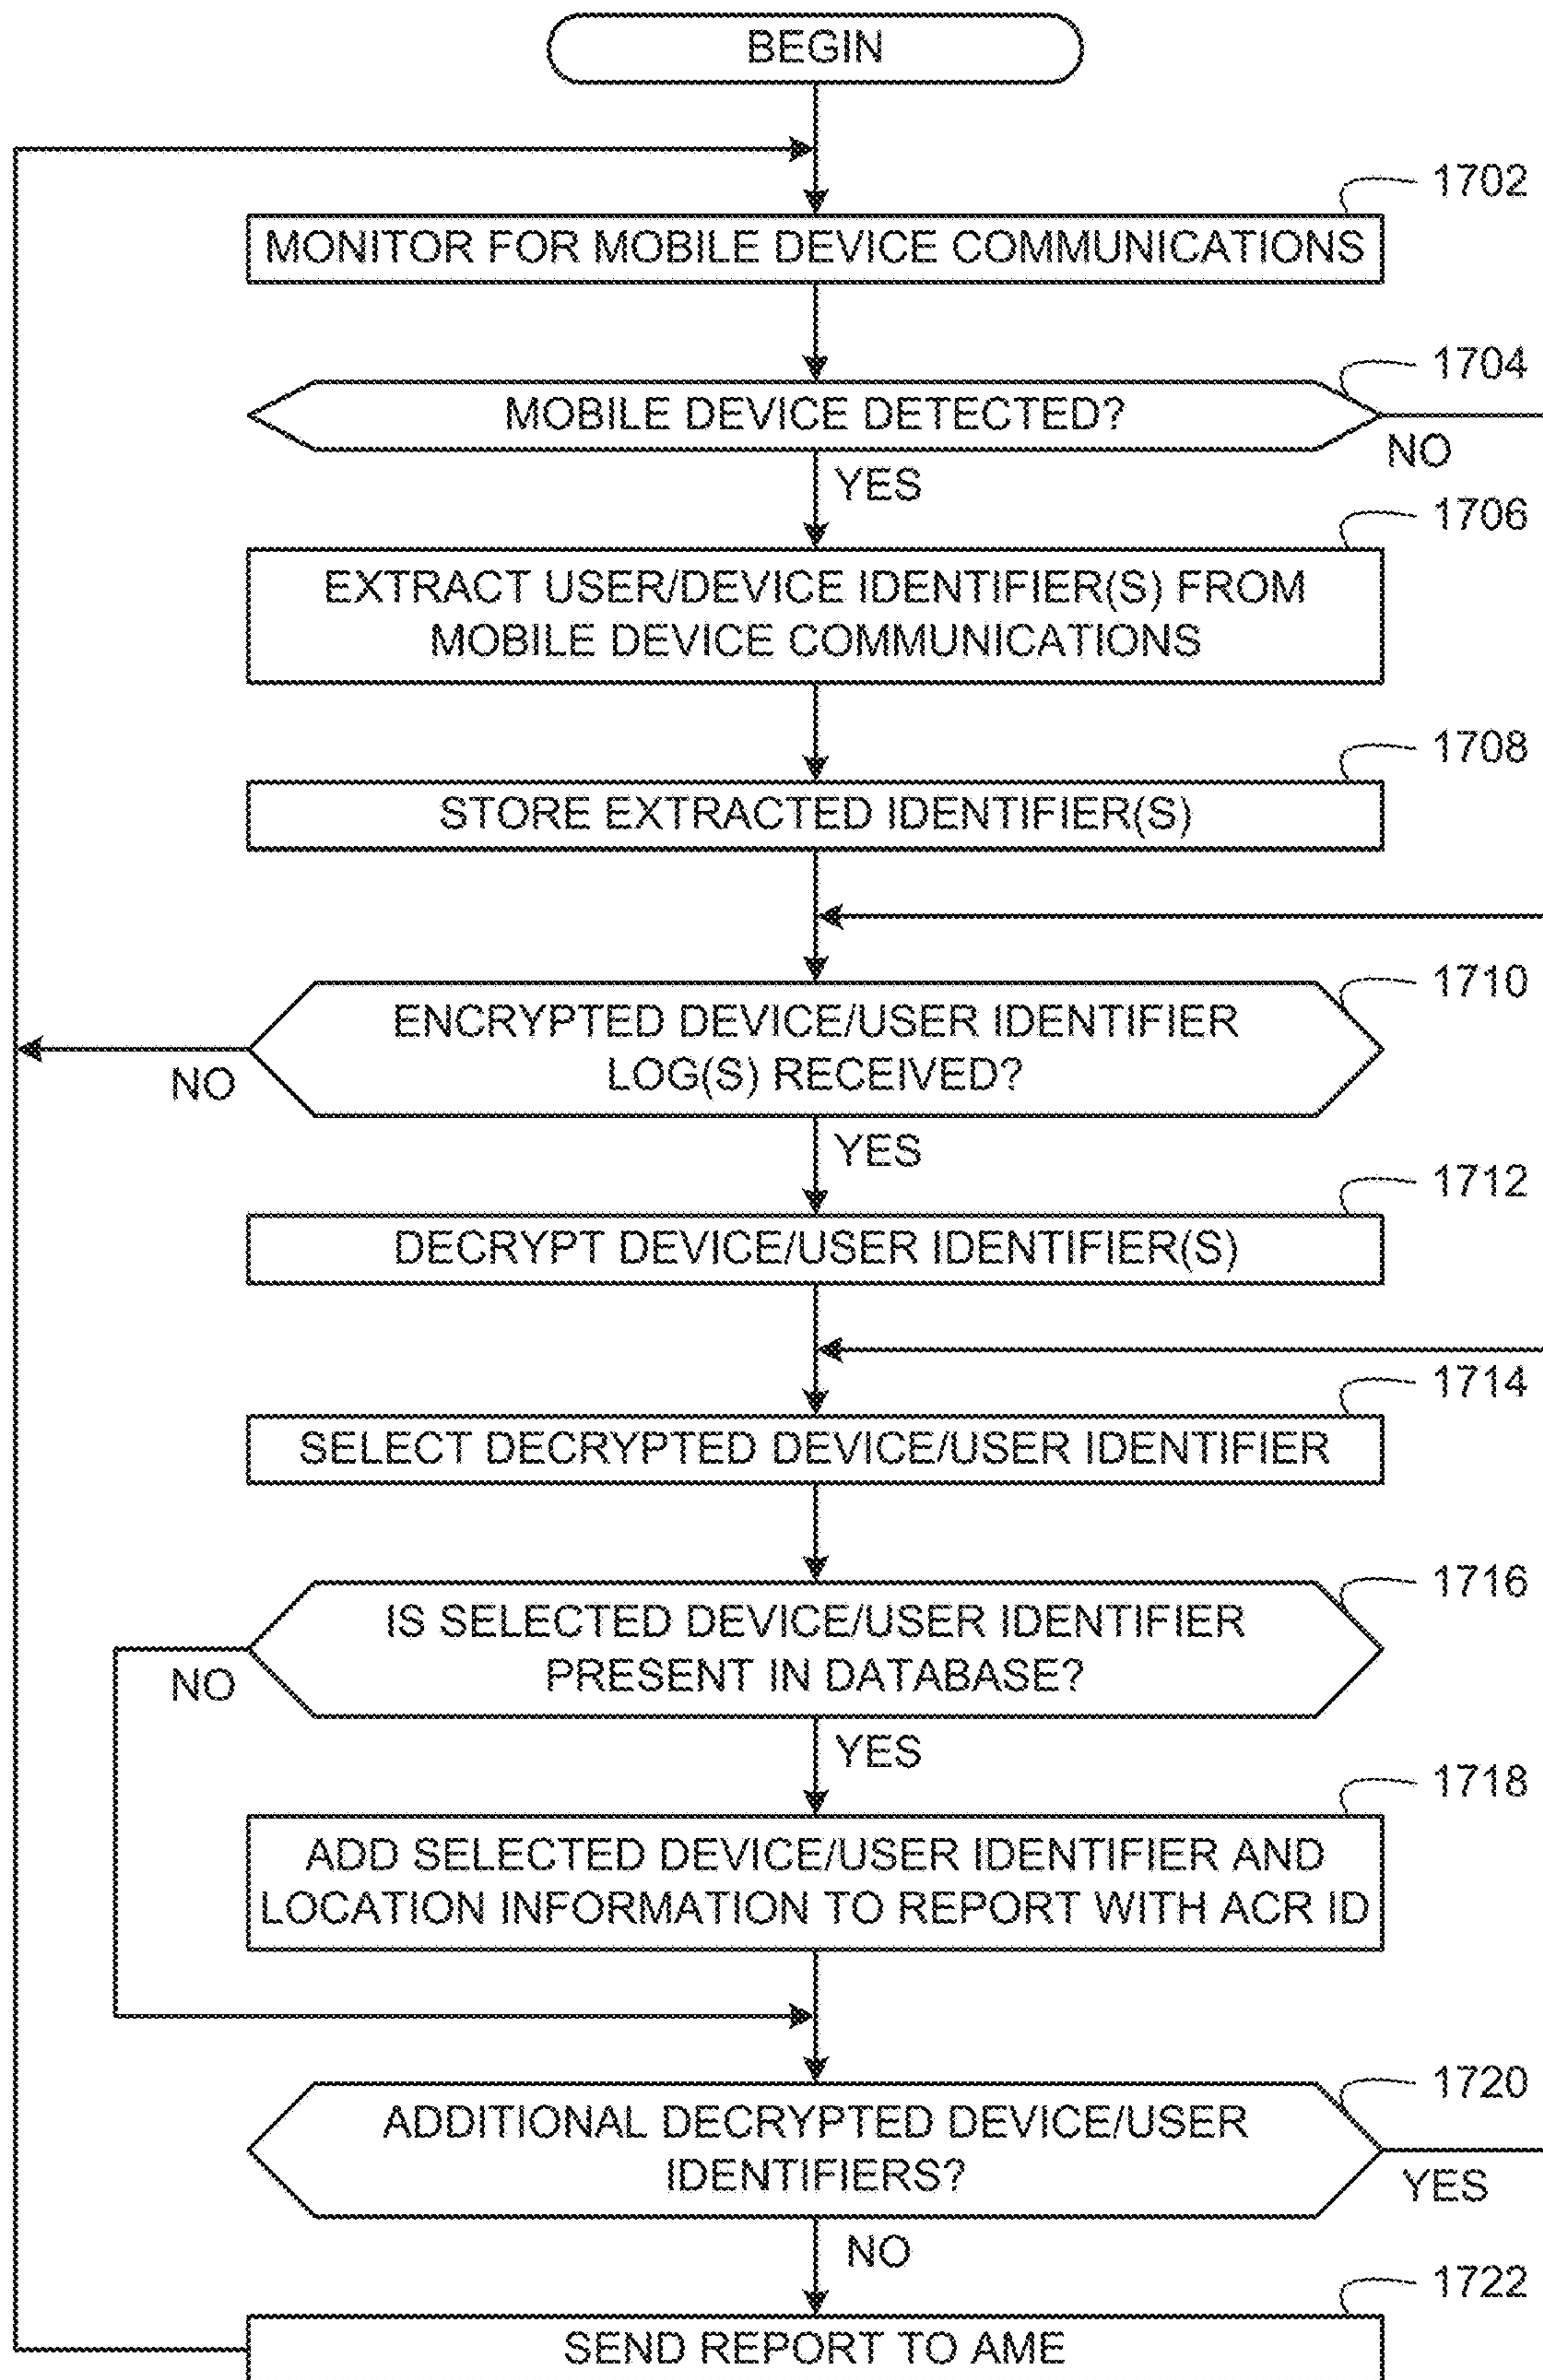 BEGIN
1702
MONITOR FOR MOBILE DEVICE COMMUNICATIONS
1704
MOBILE DEVICE DETECTED?
NO
YES
1706
EXTRACT USER/DEVICE IDENTIFIER(S) FROM
MOBILE DEVICE COMMUNICATIONS
1708
STORE EXTRACTED IDENTIFIER(S)
1710
ENCRYPTED DEVICE/USER IDENTIFIER
LOG(S) RECEIVED?
NO
YES
1712
DECRYPT DEVICE/USER IDENTIFIER(S)
1714
SELECT DECRYPTED DEVICE/USER IDENTIFIER
1716
IS SELECTED DEVICE/USER IDENTIFIER
PRESENT IN DATABASE?
NO
YES
1718
ADD SELECTED DEVICE/USER IDENTIFIER AND
LOCATION INFORMATION TO REPORT WITH ACR ID
1720
ADDITIONAL DECRYPTED DEVICE/USER
IDENTIFIERS?
YES
NO
1722
SEND REPORT TO AME